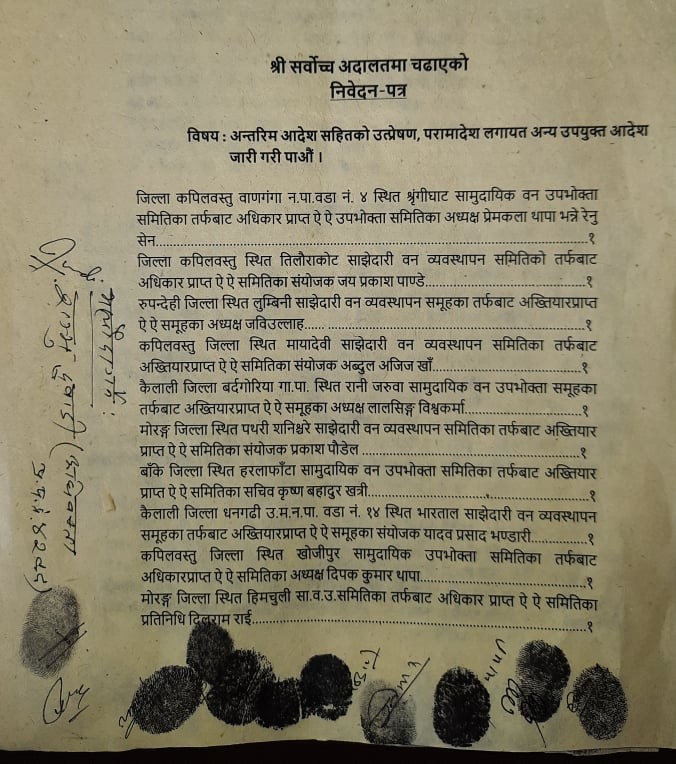 श्री सर्वोच्च अदालतमा चढाएको
निवेदन-पत्र
विषय : अन्तरिम आदेश सहितको उत्प्रेषण, परामादेश लगायत अन्य उपयुक्त आदेश
जारी गरी पाऔं ।
जिल्ला कपिलवस्तु वाणगंगा न.पा.वडा नं. ४ स्थित श्रृंगीघाट सामुदायिक वन उपभोक्ता
समितिका तर्फबाट अधिकार प्राप्त ऐ ऐ उपभोक्ता समितिका अध्यक्ष प्रेमकला थापा भन्ने रेनु
सेन.......................................................................................१
जिल्ला कपिलवस्तु स्थित तिलौराकोट साझेदारी वन व्यवस्थापन समितिको तर्फबाट
अधिकार प्राप्त ऐ ऐ समितिका संयोजक जय प्रकाश पाण्डे................................१
रुपन्देही जिल्ला स्थित लुम्बिनी साझेदारी वन व्यवस्थापन समूहका तर्फबाट अख्तियारप्राप्त
ऐ ऐ समूहका अध्यक्ष जविउल्लाह...... ....................................................१
कपिलवस्तु जिल्ला स्थित मायादेवी साझेदारी वन व्यवस्थापन समितिका तर्फबाट
अख्तियारप्राप्त ऐ ऐ समितिका संयोजक अब्दुल अजिज खाँ................................१
कैलाली जिल्ला बर्दगोरिया गा.पा. स्थित रानी जरुवा सामुदायिक वन उपभोक्ता समूहका
तर्फबाट अख्तियारप्राप्त ऐ ऐ समूहका अध्यक्ष लालसिङ्ग विश्वकर्मा.......................१
मोरङ्ग जिल्ला स्थित पथरी शनिश्चरे साझेदारी वन व्यवस्थापन समितिका तर्फबाट अख्तियार
प्राप्त ऐ ऐ समितिका संयोजक प्रकाश पौडेल ............................................१
बाँके जिल्ला स्थित हरलाफाँटा सामुदायिक वन उपभोक्ता समितिका तर्फबाट अख्तियार
प्राप्त ऐ ऐ समितिका सचिव कृष्ण बहादुर खत्री............................................१
कैलाली जिल्ला धनगढी उ.म.न.पा. वडा नं. १४ स्थित भारताल साझेदारी वन व्यवस्थापन
समूहका तर्फबाट अख्तियारप्राप्त ऐ ऐ समूहका संयोजक यादव प्रसाद भण्डारी...........१
कपिलवस्तु जिल्ला स्थित खोजीपुर सामुदायिक उपभोक्ता समितिका तर्फबाट
अधिकारप्राप्त ऐ ऐ समितिका अध्यक्ष दिपक कुमार थापा..................................१
मोरङ्ग जिल्ला स्थित हिमचुली सा.व.उ.समितिका तर्फबाट अधिकार प्राप्त ऐ ऐ समितिका
प्रतिनिधि दिलुराम राई....................................................................१